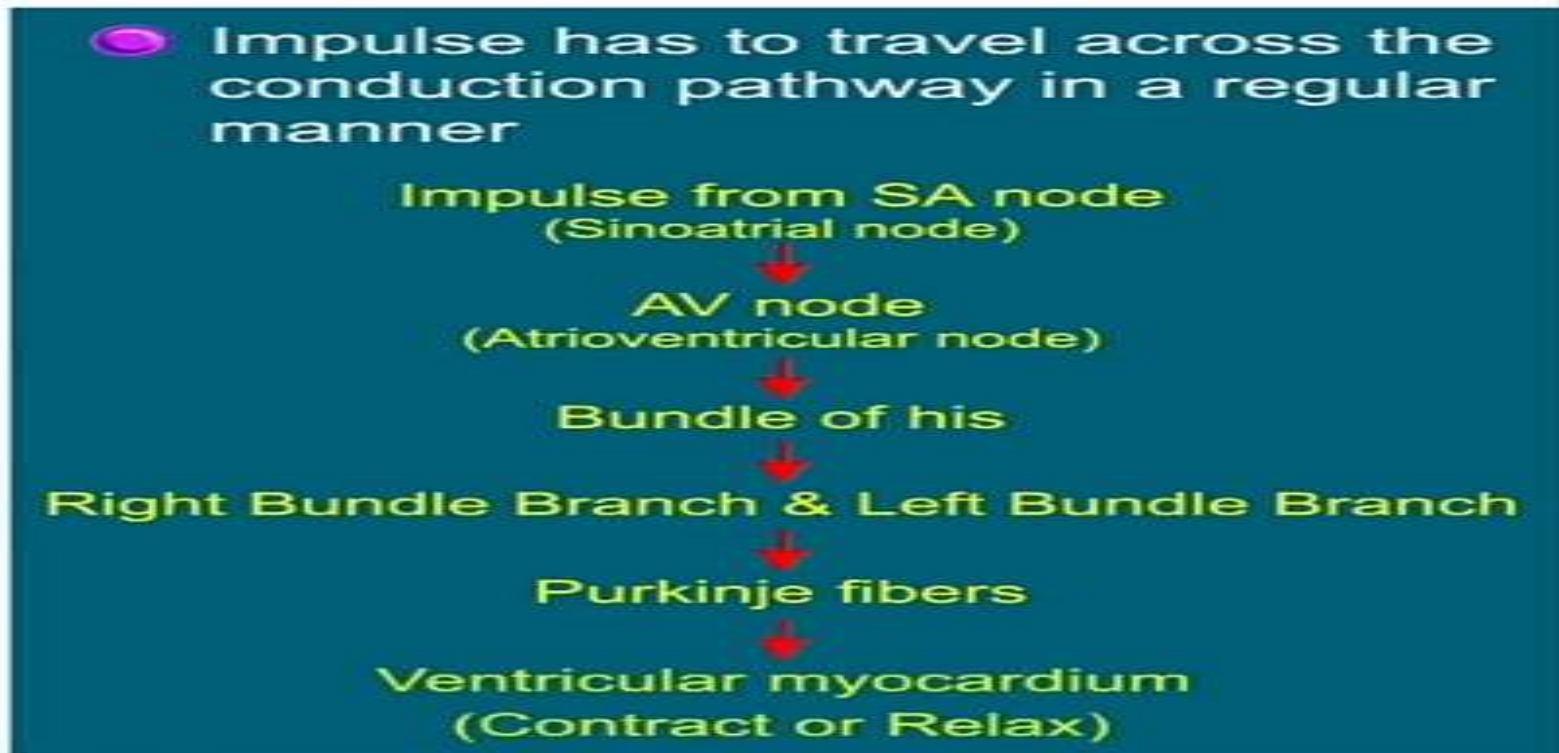 Impulse has to travel across the
conduction pathway in a regular
manner
Impulse from SA node
(Sinoatrial node)
AV node
(Atrioventricular node)
Bundle of his
Right Bundle Branch & Left Bundle Branch
Purkinje fibers
Ventricular myocardium
(Contract or Relax)